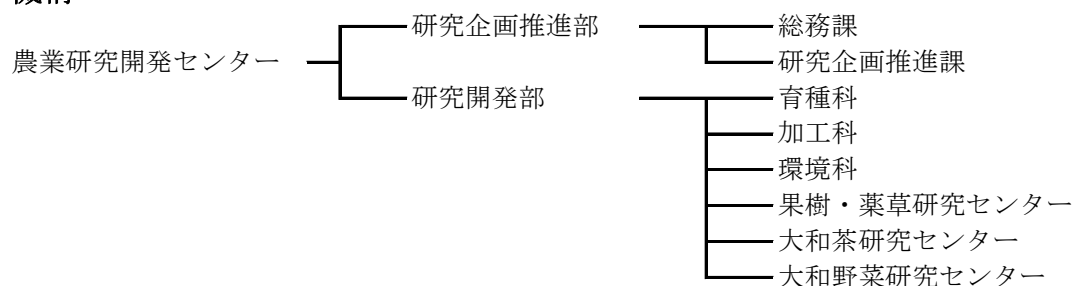 機構
研究企画推進部 総務課
農業研究開発センター
研究企画推進課
研究開発部 育種科
加工科
環境科
果樹・薬草研究センター
大和茶研究センター
大和野菜研究センター